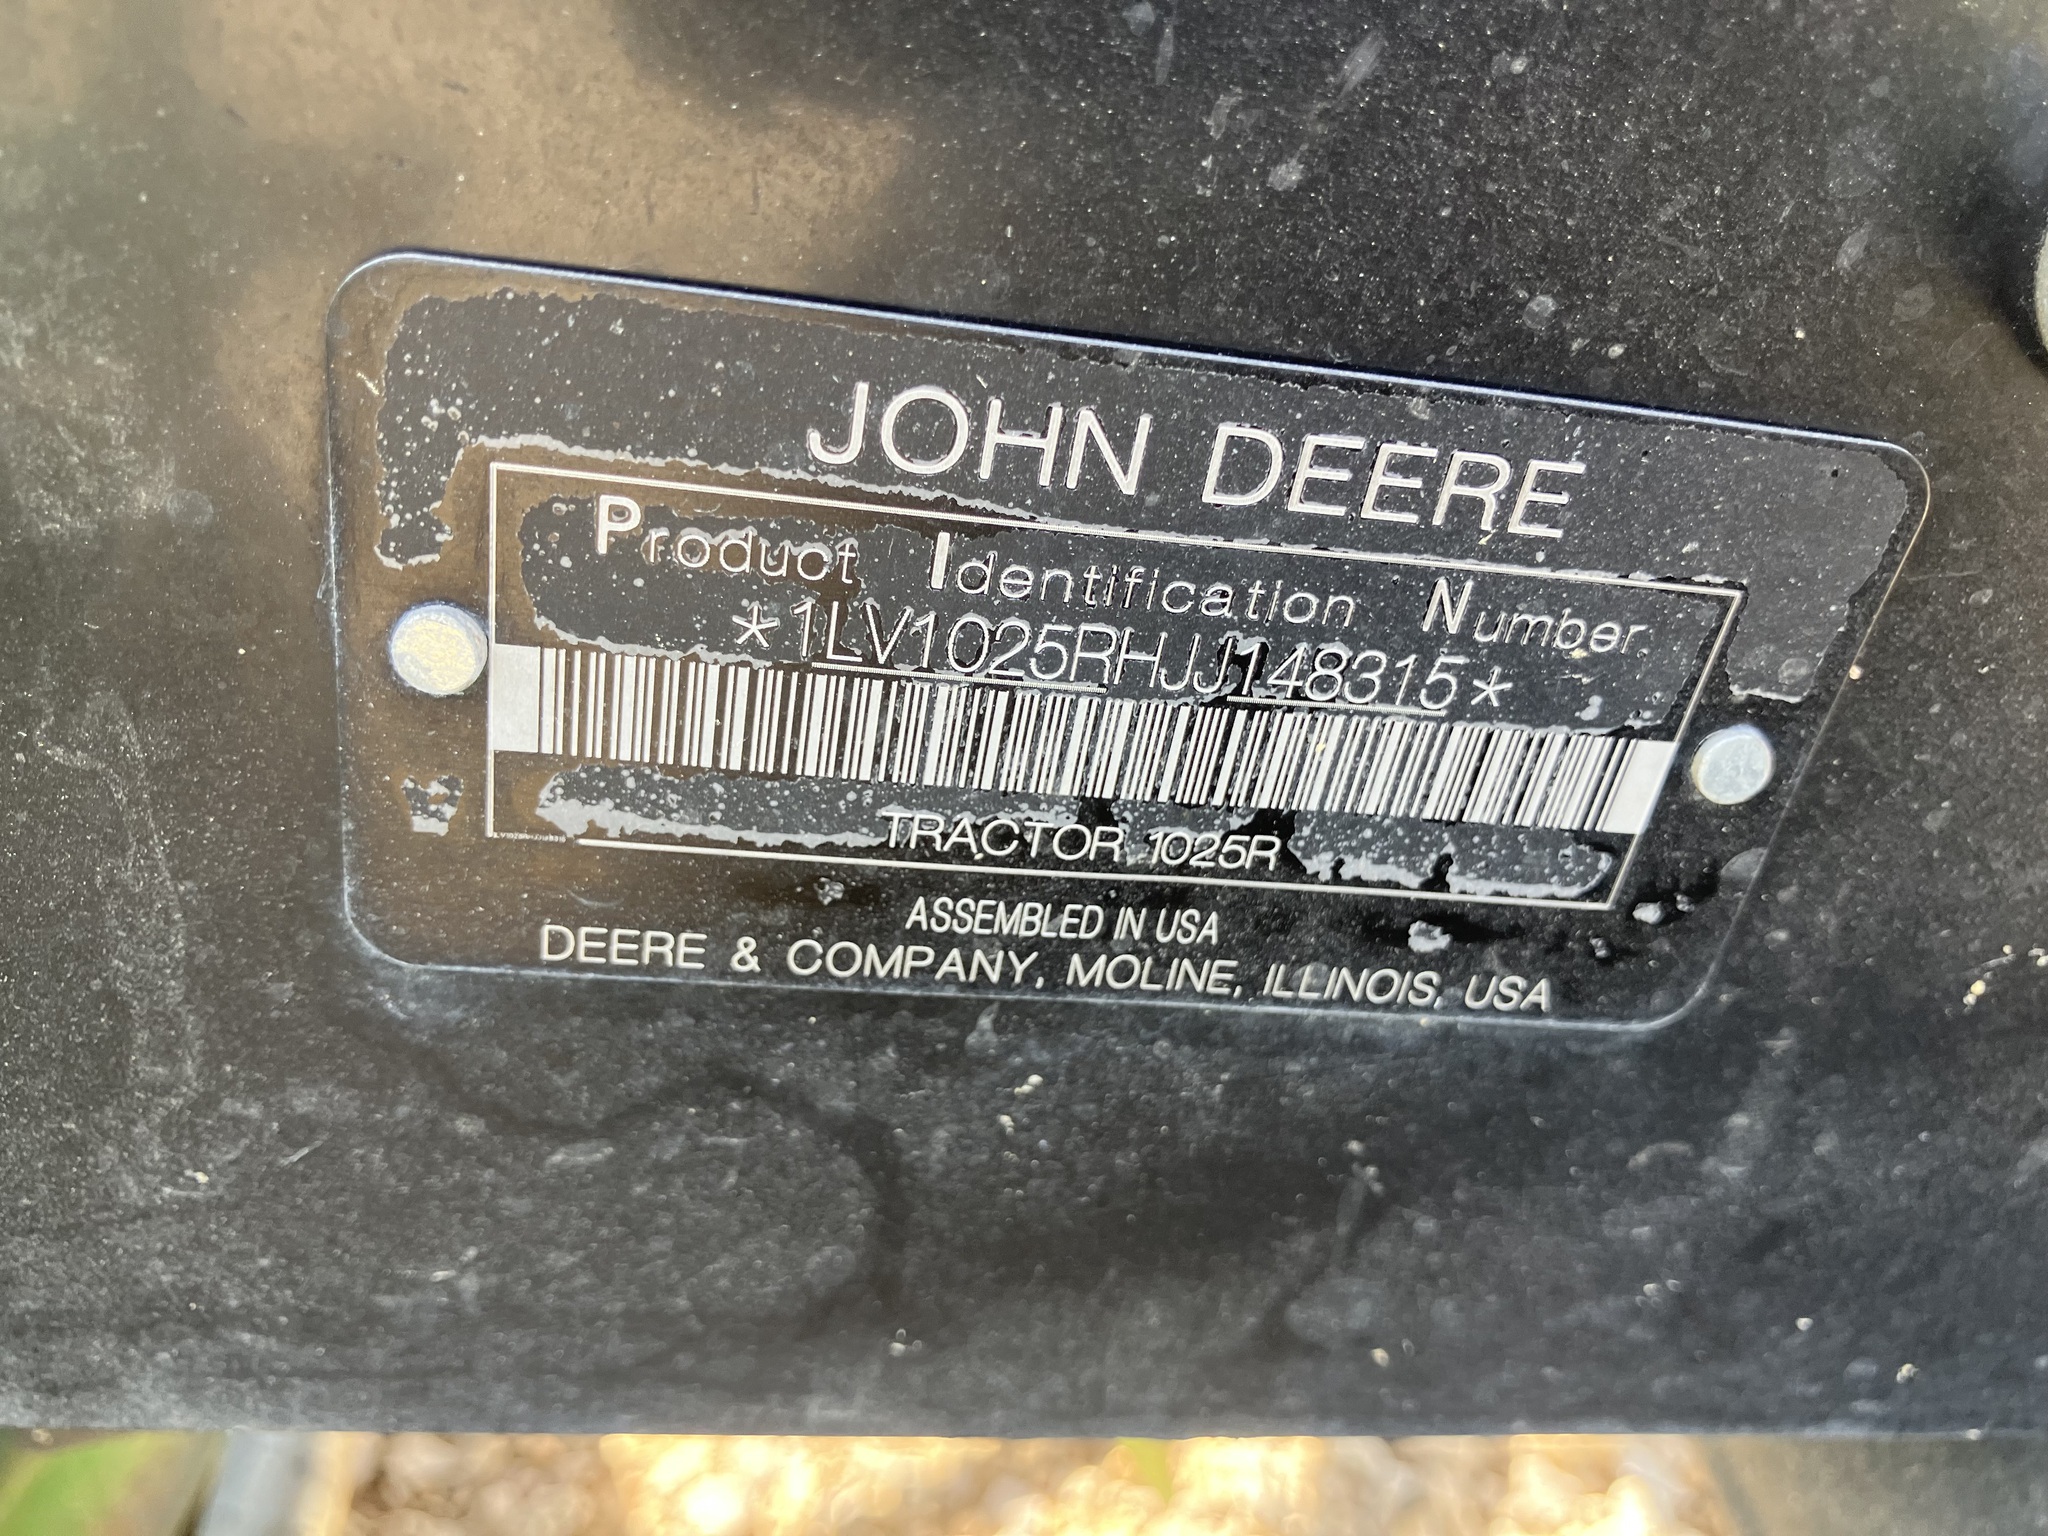 JOHN DEERE
Product Identification Number
*1LV1025RHJJ148315*
TRACTOR 1025R
ASSEMBLED IN USA
DEERE & COMPANY, MOLINE, ILLINOIS, USA